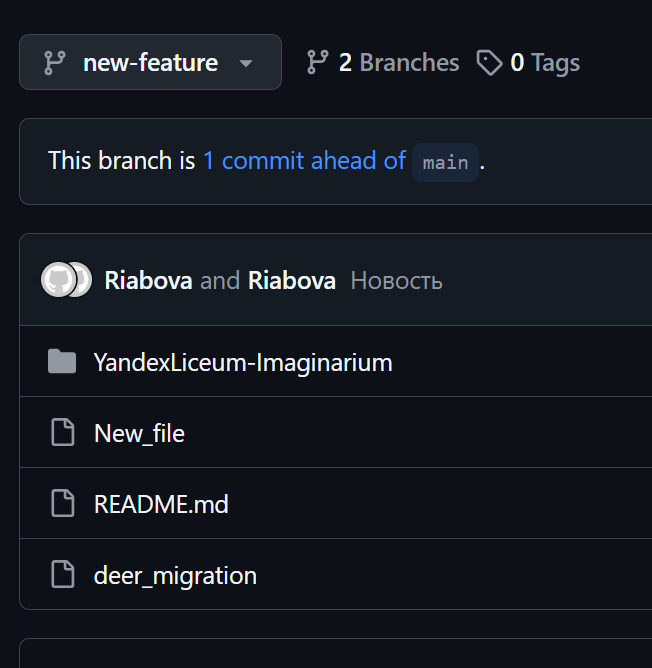 new-feature 2 Branches 0 Tags
This branch is 1 commit ahead of main.
Riabova and Riabova Новость
YandexLiceum-Imaginarium
New_file
README.md
deer_migration